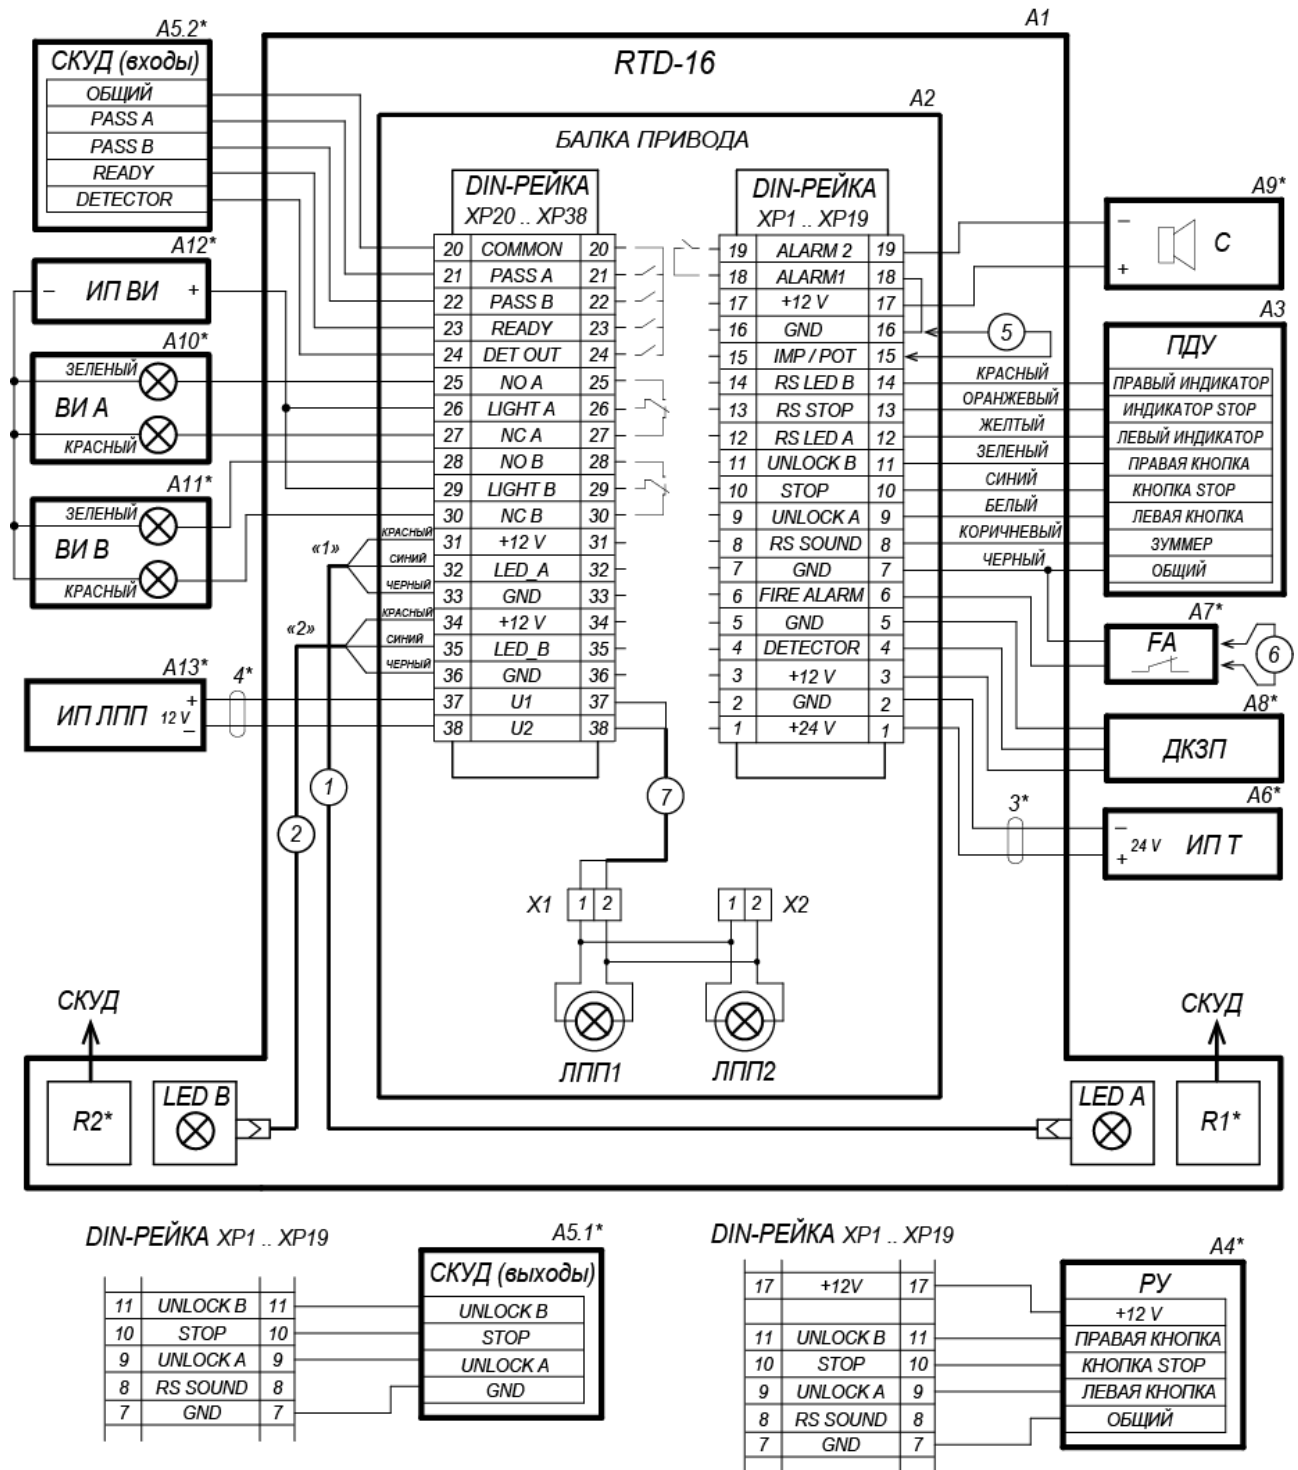 A1
RTD-16
A5.2*
СКУД (входы)
ОБЩИЙ
PASS A
PASS B
READY
DETECTOR
A12*
– ИП ВИ +
A10*
ЗЕЛЕНЫЙ
ВИ А
КРАСНЫЙ
A11*
ЗЕЛЕНЫЙ
ВИ В
КРАСНЫЙ
A13*
ИП ЛПП 12 V + –
4*
«1»
КРАСНЫЙ
СИНИЙ
ЧЕРНЫЙ
«2»
КРАСНЫЙ
СИНИЙ
ЧЕРНЫЙ
1
2
A2
БАЛКА ПРИВОДА
DIN-РЕЙКА
XP20 .. XP38
20 COMMON 20
21 PASS A 21
22 PASS B 22
23 READY 23
24 DET OUT 24
25 NO A 25
26 LIGHT A 26
27 NC A 27
28 NO B 28
29 LIGHT B 29
30 NC B 30
31 +12 V 31
32 LED_A 32
33 GND 33
34 +12 V 34
35 LED_B 35
36 GND 36
37 U1 37
38 U2 38
DIN-РЕЙКА
XP1 .. XP19
19 ALARM 2 19
18 ALARM1 18
17 +12 V 17
16 GND 16
15 IMP / POT 15
14 RS LED B 14
13 RS STOP 13
12 RS LED A 12
11 UNLOCK B 11
10 STOP 10
9 UNLOCK A 9
8 RS SOUND 8
7 GND 7
6 FIRE ALARM 6
5 GND 5
4 DETECTOR 4
3 +12 V 3
2 GND 2
1 +24 V 1
7
X1 1 2
1 2 X2
ЛПП1
ЛПП2
5
КРАСНЫЙ
ОРАНЖЕВЫЙ
ЖЕЛТЫЙ
ЗЕЛЕНЫЙ
СИНИЙ
БЕЛЫЙ
КОРИЧНЕВЫЙ
ЧЕРНЫЙ
A9*
– + С
A3
ПДУ
ПРАВЫЙ ИНДИКАТОР
ИНДИКАТОР STOP
ЛЕВЫЙ ИНДИКАТОР
ПРАВАЯ КНОПКА
КНОПКА STOP
ЛЕВАЯ КНОПКА
ЗУММЕР
ОБЩИЙ
A7*
FA
6
A8*
ДКЗП
A6*
3*
– + 24 V ИП Т
СКУД
R2*
LED B
СКУД
LED A
R1*
DIN-РЕЙКА XP1 .. XP19
11 UNLOCK B 11
10 STOP 10
9 UNLOCK A 9
8 RS SOUND 8
7 GND 7
A5.1*
СКУД (выходы)
UNLOCK B
STOP
UNLOCK A
GND
DIN-РЕЙКА XP1 .. XP19
17 +12V 17
11 UNLOCK B 11
10 STOP 10
9 UNLOCK A 9
8 RS SOUND 8
7 GND 7
A4*
РУ
+12 V
ПРАВАЯ КНОПКА
КНОПКА STOP
ЛЕВАЯ КНОПКА
ОБЩИЙ